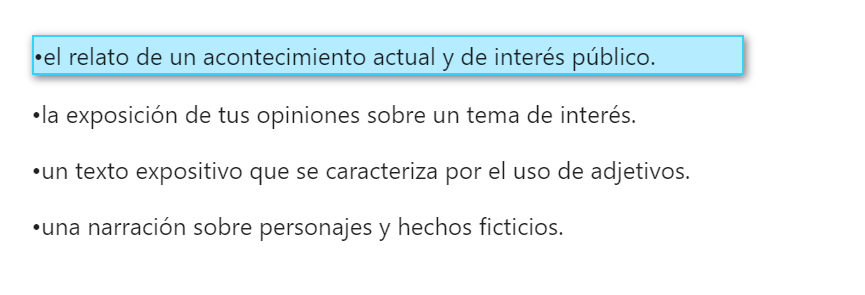 •el relato de un acontecimiento actual y de interés público.
•la exposición de tus opiniones sobre un tema de interés.
•un texto expositivo que se caracteriza por el uso de adjetivos.
•una narración sobre personajes y hechos ficticios.